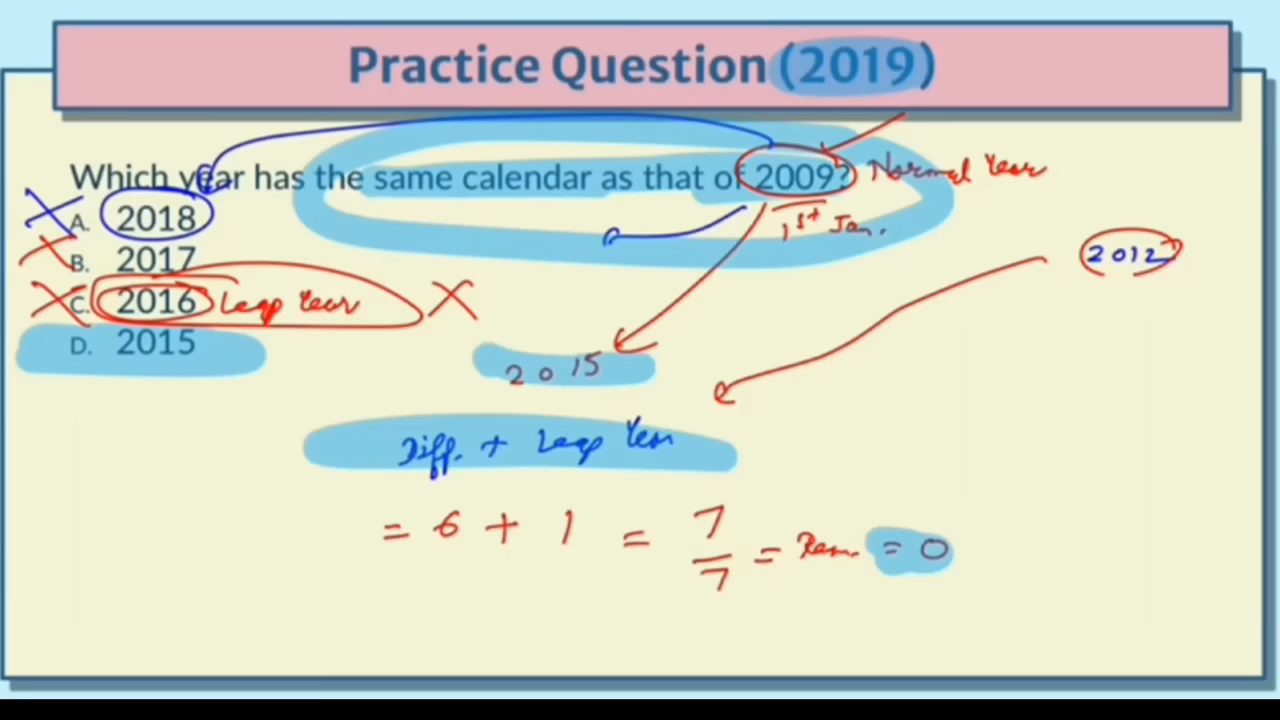 Practice Question (2019)
Which year has the same calendar as that of 2009? Normal Year
A. 2018
1st Jan.
B. 2017
2012
C. 2016 Leap Year
D. 2015
2015
Diff. + Leap Year
= 6 + 1 = 7/7 = Rem. = 0